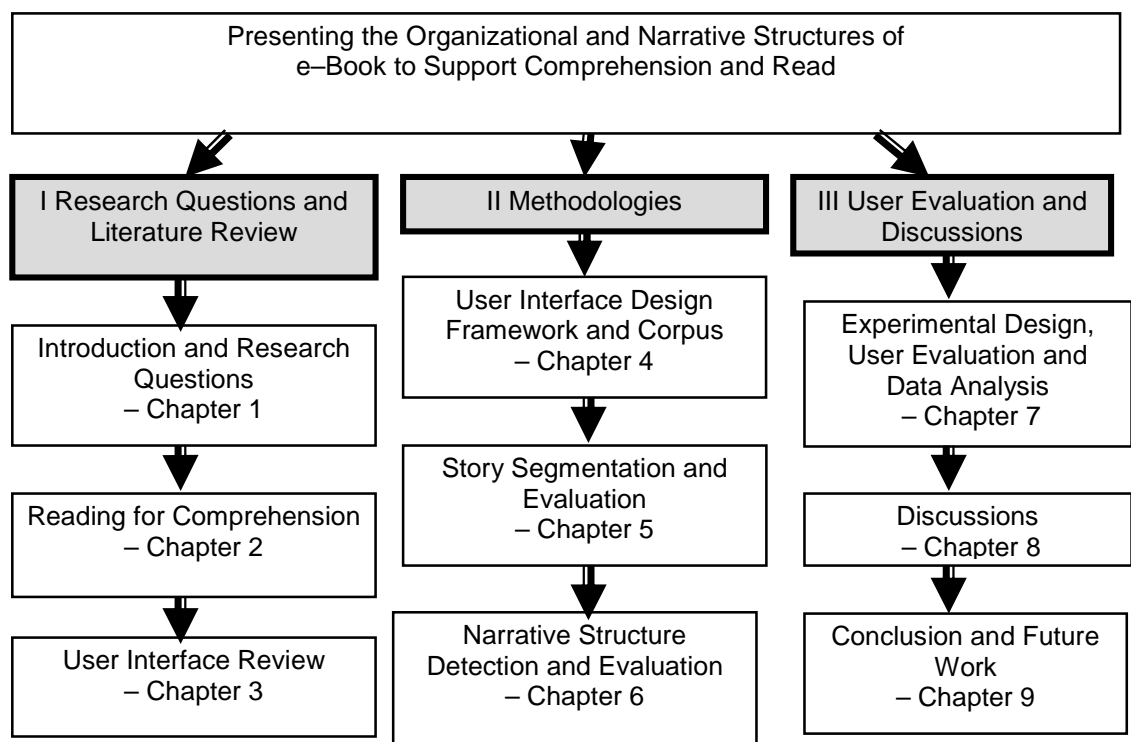 Presenting the Organizational and Narrative Structures of
e–Book to Support Comprehension and Read
I Research Questions and
Literature Review
Introduction and Research
Questions
– Chapter 1
Reading for Comprehension
– Chapter 2
User Interface Review
– Chapter 3
II Methodologies
User Interface Design
Framework and Corpus
– Chapter 4
Story Segmentation and
Evaluation
– Chapter 5
Narrative Structure
Detection and Evaluation
– Chapter 6
III User Evaluation and
Discussions
Experimental Design,
User Evaluation and
Data Analysis
– Chapter 7
Discussions
– Chapter 8
Conclusion and Future
Work
– Chapter 9